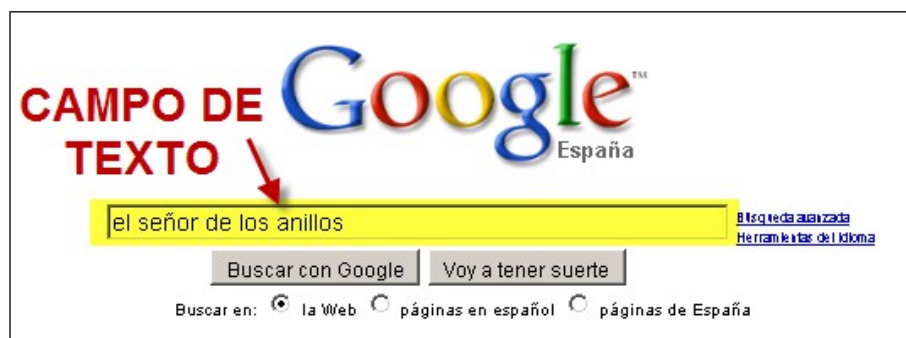 CAMPO DE
TEXTO
Google™
España
el señor de los anillos
Búsqueda avanzada
Herramientas del idioma
Buscar con Google
Voy a tener suerte
Buscar en: la Web páginas en español páginas de España